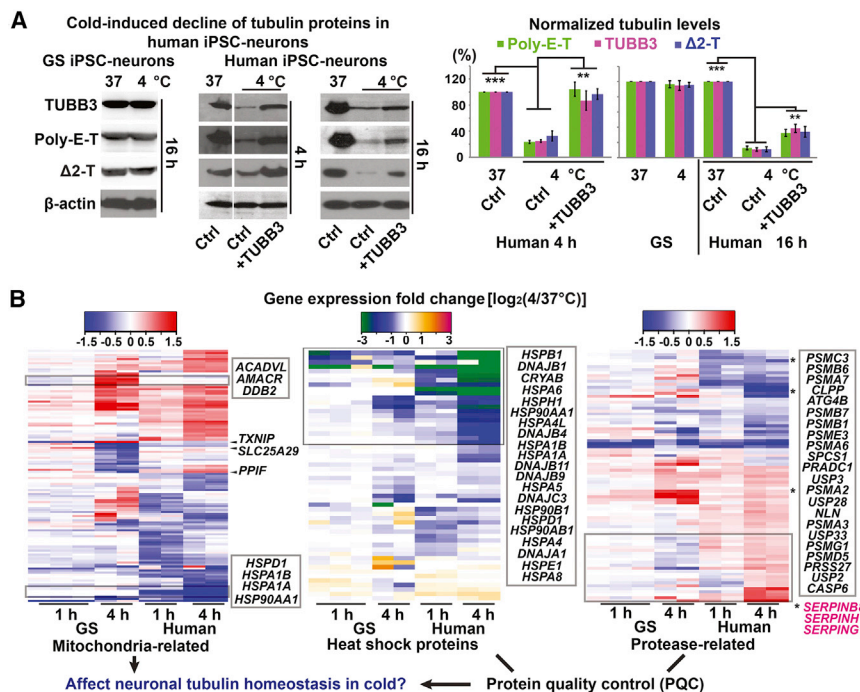 A
Cold-induced decline of tubulin proteins in
human iPSC-neurons
GS iPSC-neurons
Human iPSC-neurons
37 4 °C
37 4 °C
37 4 °C
TUBB3
Poly-E-T
Δ2-T
β-actin
16 h
4 h
16 h
Ctrl
Ctrl
+TUBB3
Ctrl
Ctrl
+TUBB3
Normalized tubulin levels
Poly-E-T TUBB3 Δ2-T
(%)
120
80
40
0
***
**
***
**
37 4 °C
Ctrl
Ctrl
+TUBB3
37 4
37 4 °C
Ctrl
Ctrl
+TUBB3
Human 4 h
GS
Human 16 h
B
Gene expression fold change [log2(4/37°C)]
-1.5 -.5 0 .5 1.5
-3 -1 0 1 3
-1.5 -.5 0 .5 1.5
ACADVL
AMACR
DDB2
TXNIP
SLC25A29
PPIF
HSPD1
HSPA1B
HSPA1A
HSP90AA1
1 h 4 h 1 h 4 h
GS Human
Mitochondria-related
HSPB1
DNAJB1
CRYAB
HSPA6
HSPH1
HSP90AA1
HSPA4L
DNAJB4
HSPA1B
HSPA1A
DNAJB11
DNAJB9
HSPA5
DNAJC3
HSP90B1
HSPD1
HSP90AB1
HSPA4
DNAJA1
HSPE1
HSPA8
1 h 4 h 1 h 4 h
GS Human
Heat shock proteins
*
*
*
PSMC3
PSMB6
PSMA7
CLPP
ATG4B
PSMB7
PSMB1
PSME3
PSMA6
SPCS1
PRADC1
USP3
PSMA2
USP28
NLN
PSMA3
USP33
PSMG1
PSMD5
PRSS27
USP2
CASP6
* SERPINB8
SERPINH
SERPING
1 h 4 h 1 h 4 h
GS Human
Protease-related
Affect neuronal tubulin homeostasis in cold?
Protein quality control (PQC)